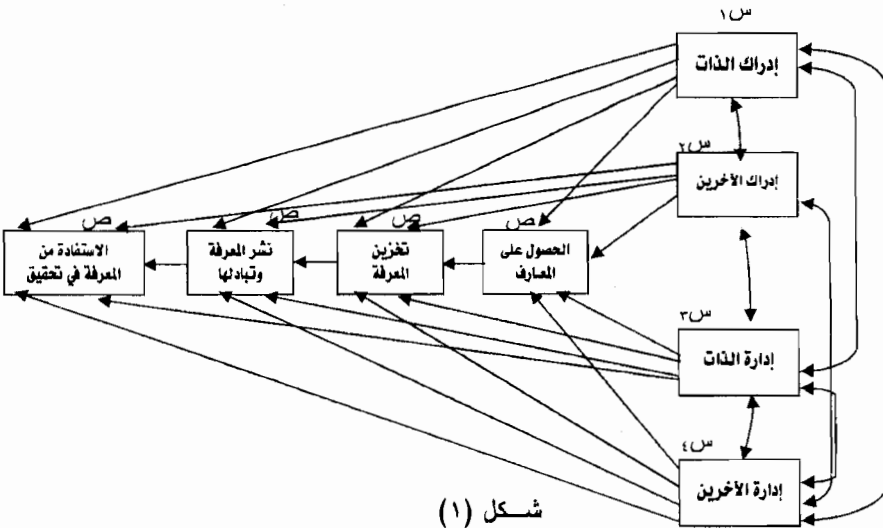 س١
إدراك الذات
س٢
إدراك الآخرين
ص
ص
ص
ص
الحصول على
المعارف
تخزين
المعرفة
نشر المعرفة
وتبادلها
الاستفادة من
المعرفة في تحقيق
س٣
إدارة الذات
س٤
إدارة الآخرين
شكل (١)